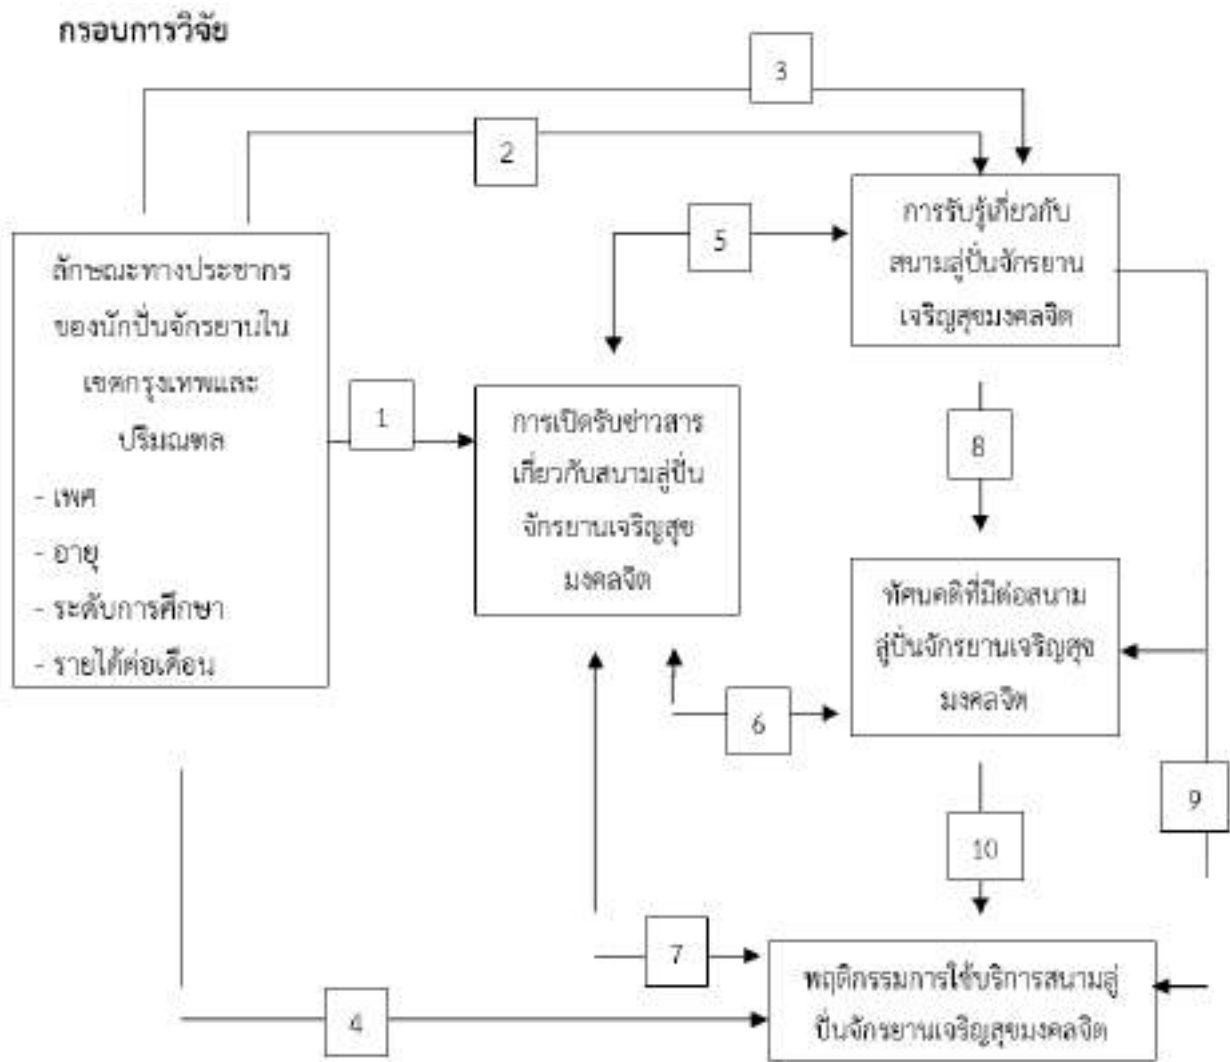 กรอบการวิจัย
3
2
การรับรู้เกี่ยวกับ
สนามลู่ปั่นจักรยาน
เจริญสุขมงคลจิต
5
ลักษณะทางประชากร
ของนักปั่นจักรยานใน
เขตกรุงเทพและ
ปริมณฑล
- เพศ
- อายุ
- ระดับการศึกษา
- รายได้ต่อเดือน
1
การเปิดรับข่าวสาร
เกี่ยวกับสนามลู่ปั่น
จักรยานเจริญสุข
มงคลจิต
8
ทัศนคติที่มีต่อสนาม
ลู่ปั่นจักรยานเจริญสุข
มงคลจิต
6
9
10
7
พฤติกรรมการใช้บริการสนามลู่
ปั่นจักรยานเจริญสุขมงคลจิต
4